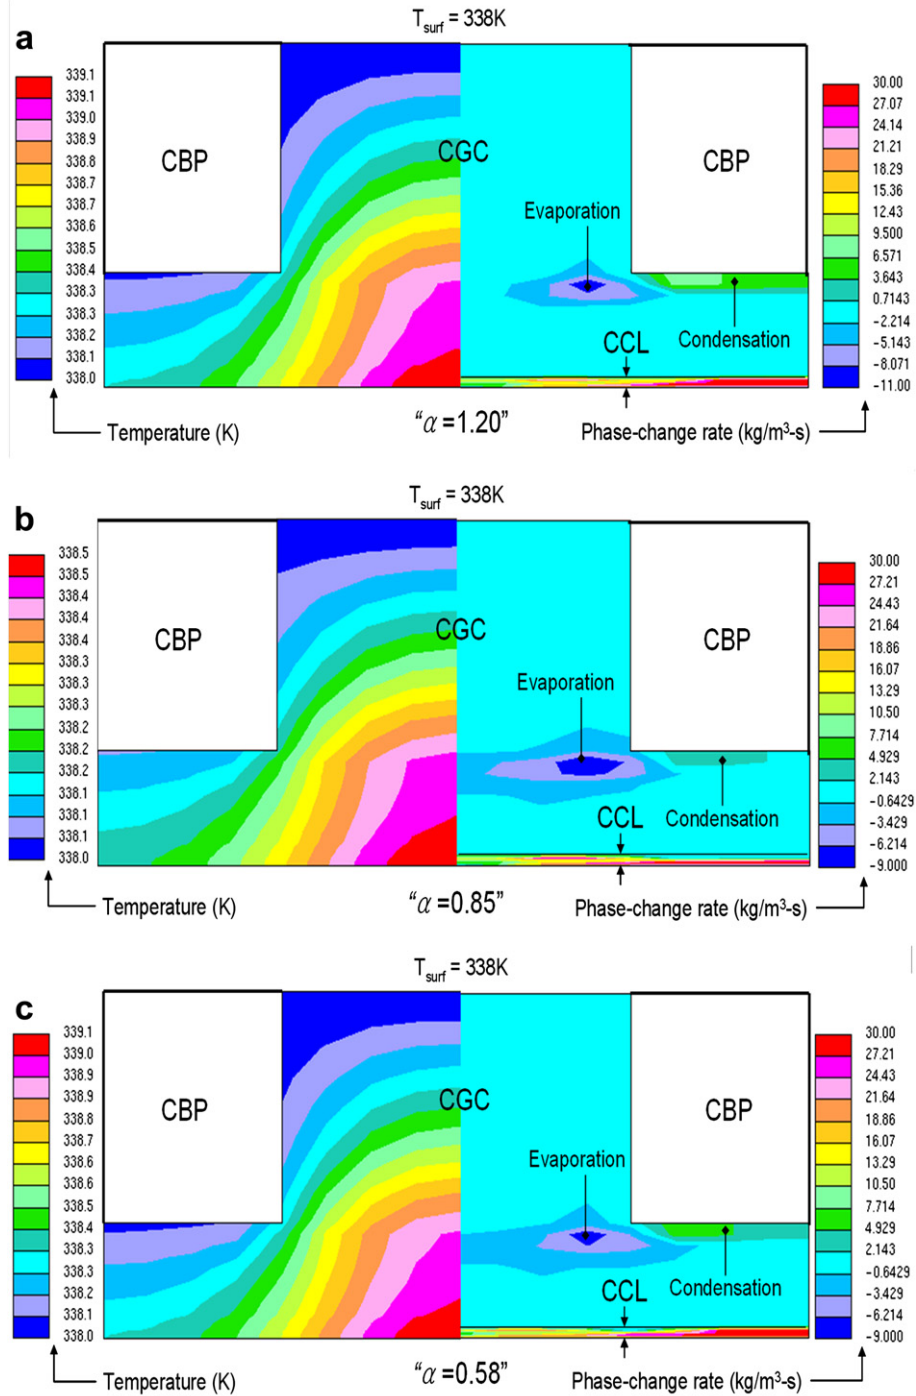 a
T_surf = 338K
339.1
339.1
339.0
338.9
338.8
338.7
338.7
338.6
338.5
338.4
338.3
338.3
338.2
338.1
338.0
CBP
CGC
CBP
Evaporation
Condensation
CCL
30.00
27.07
24.14
21.21
18.29
15.36
12.43
9.500
6.571
3.643
0.7143
−2.214
−5.143
−8.071
−11.00
Temperature (K)
“α =1.20”
Phase-change rate (kg/m³-s)
b
T_surf = 338K
338.5
338.5
338.4
338.4
338.4
338.3
338.3
338.3
338.2
338.2
338.2
338.1
338.1
338.1
338.0
CBP
CGC
CBP
Evaporation
Condensation
CCL
30.00
27.21
24.43
21.64
18.86
16.07
13.29
10.50
7.714
4.929
2.143
−0.6429
−3.429
−6.214
−9.000
Temperature (K)
“α =0.85”
Phase-change rate (kg/m³-s)
c
T_surf = 338K
339.1
339.0
338.9
338.9
338.8
338.7
338.6
338.6
338.5
338.4
338.3
338.3
338.2
338.1
338.0
CBP
CGC
CBP
Evaporation
Condensation
CCL
30.00
27.21
24.43
21.64
18.86
16.07
13.29
10.50
7.714
4.929
2.143
−0.6429
−3.429
−6.214
−9.000
Temperature (K)
“α =0.58”
Phase-change rate (kg/m³-s)